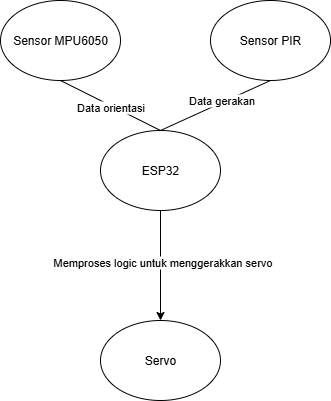 Sensor MPU6050
Sensor PIR
Data orientasi
Data gerakan
ESP32
Memproses logic untuk menggerakkan servo
Servo